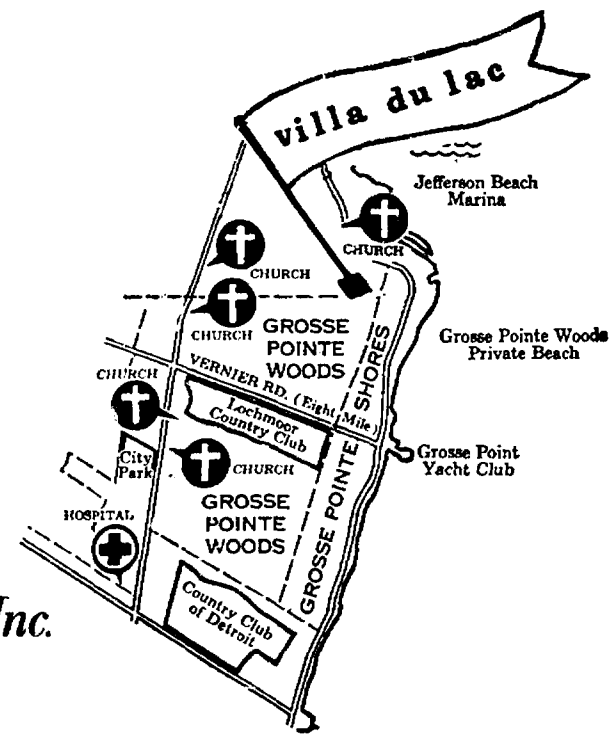 villa du lac
Jefferson Beach
Marina
CHURCH
CHURCH
CHURCH
GROSSE
POINTE
WOODS
Grosse Pointe Woods
Private Beach
VERNIER RD. (Eight Mile)
GROSSE POINTE SHORES
CHURCH
Lochmoor
Country Club
Grosse Point
Yacht Club
City
Park
CHURCH
GROSSE
POINTE
WOODS
HOSPITAL
Country Club
of Detroit
Inc.